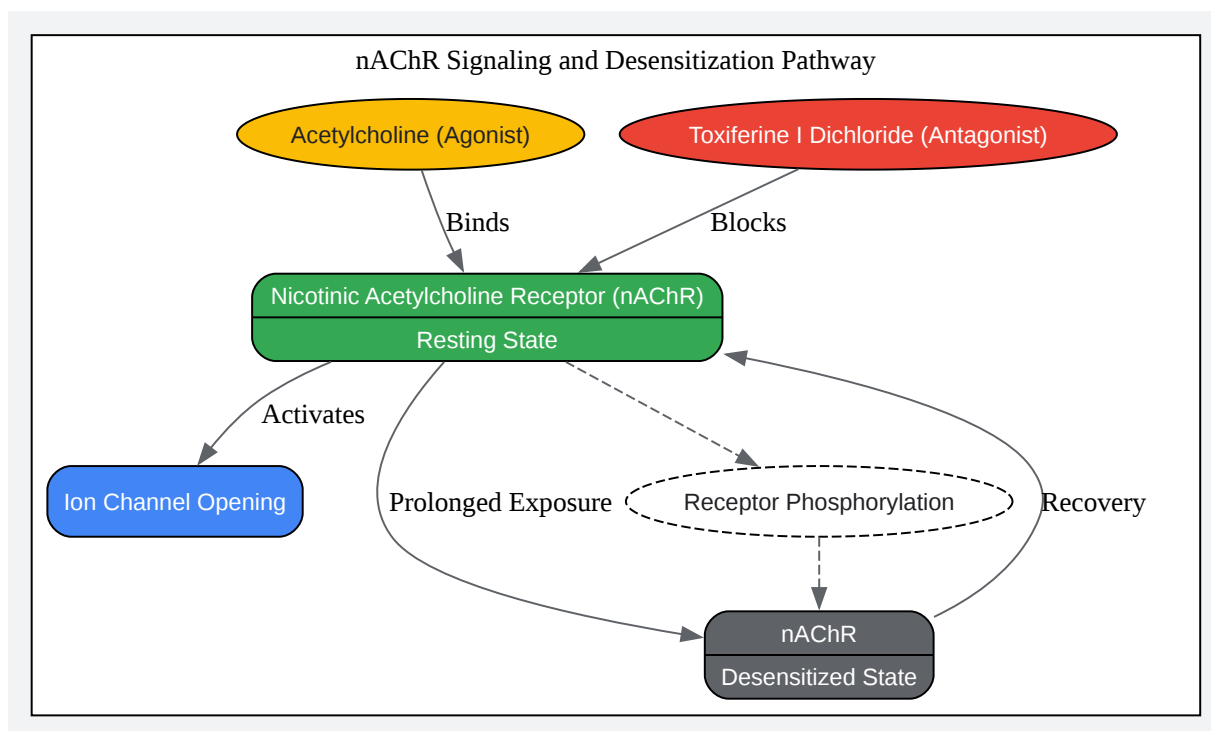 nAChR Signaling and Desensitization Pathway
Acetylcholine (Agonist)
Toxiferine I Dichloride (Antagonist)
Binds
Blocks
Nicotinic Acetylcholine Receptor (nAChR)
Resting State
Activates
Ion Channel Opening
Prolonged Exposure
Receptor Phosphorylation
Recovery
nAChR
Desensitized State